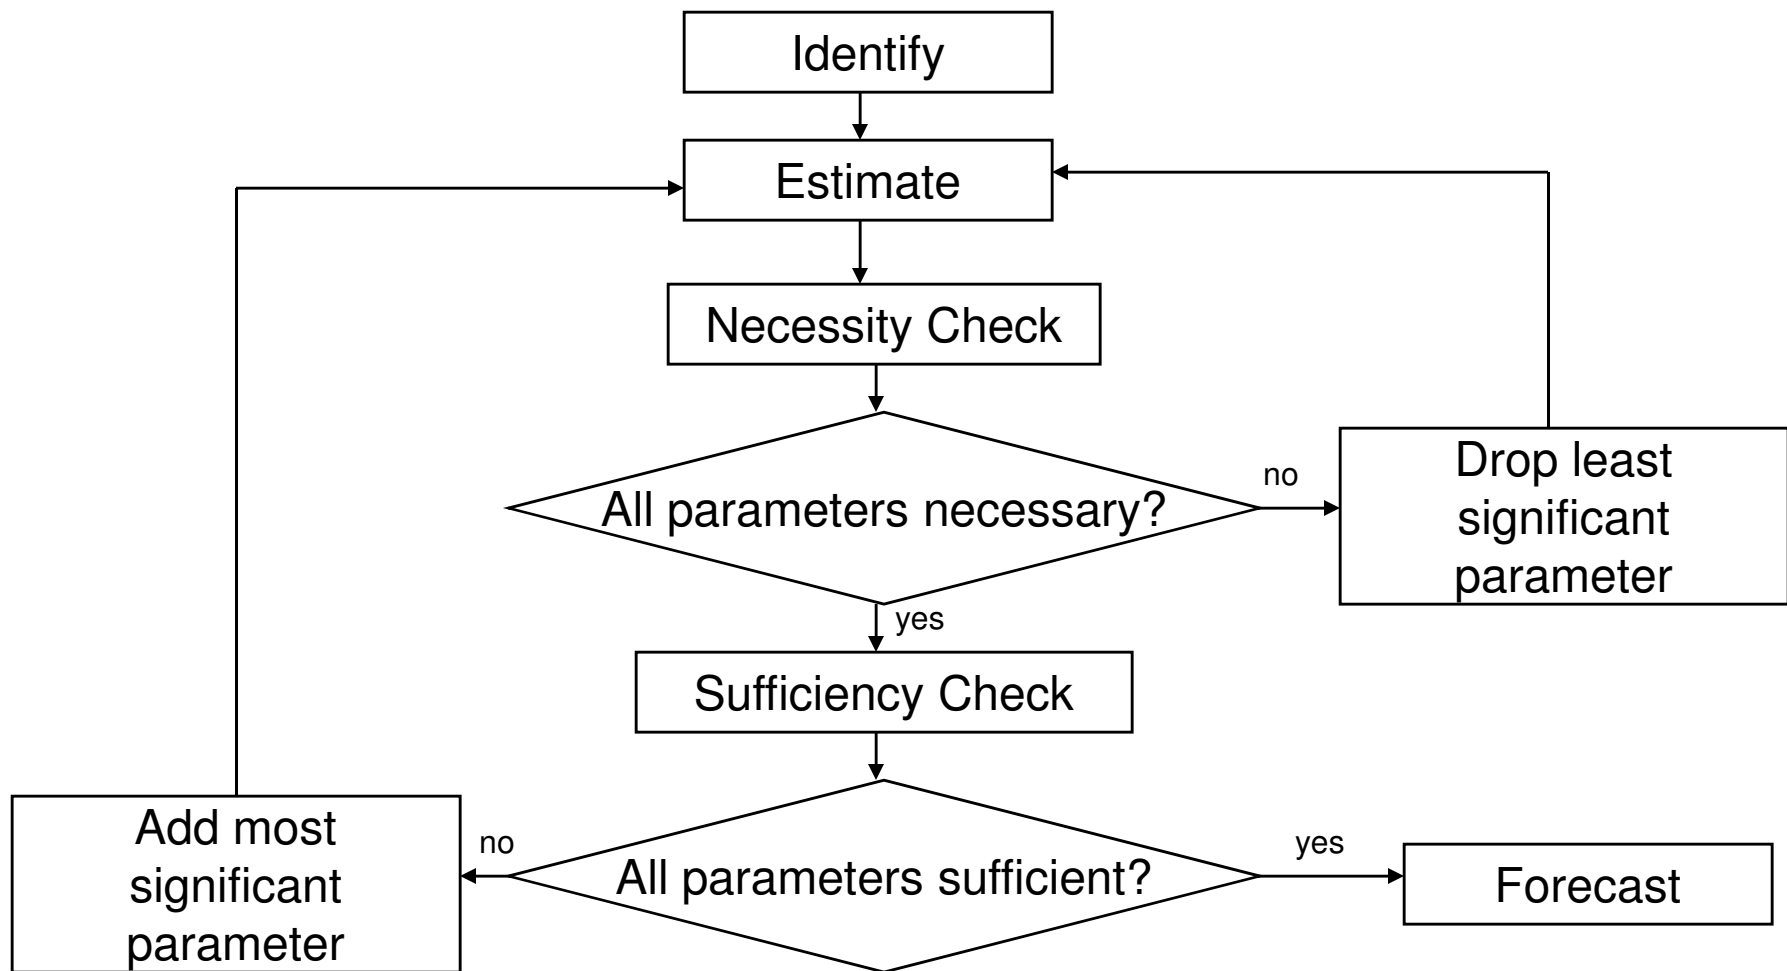 Identify
Estimate
Necessity Check
All parameters necessary?
no
Drop least
significant
parameter
yes
Sufficiency Check
All parameters sufficient?
no
Add most
significant
parameter
yes
Forecast